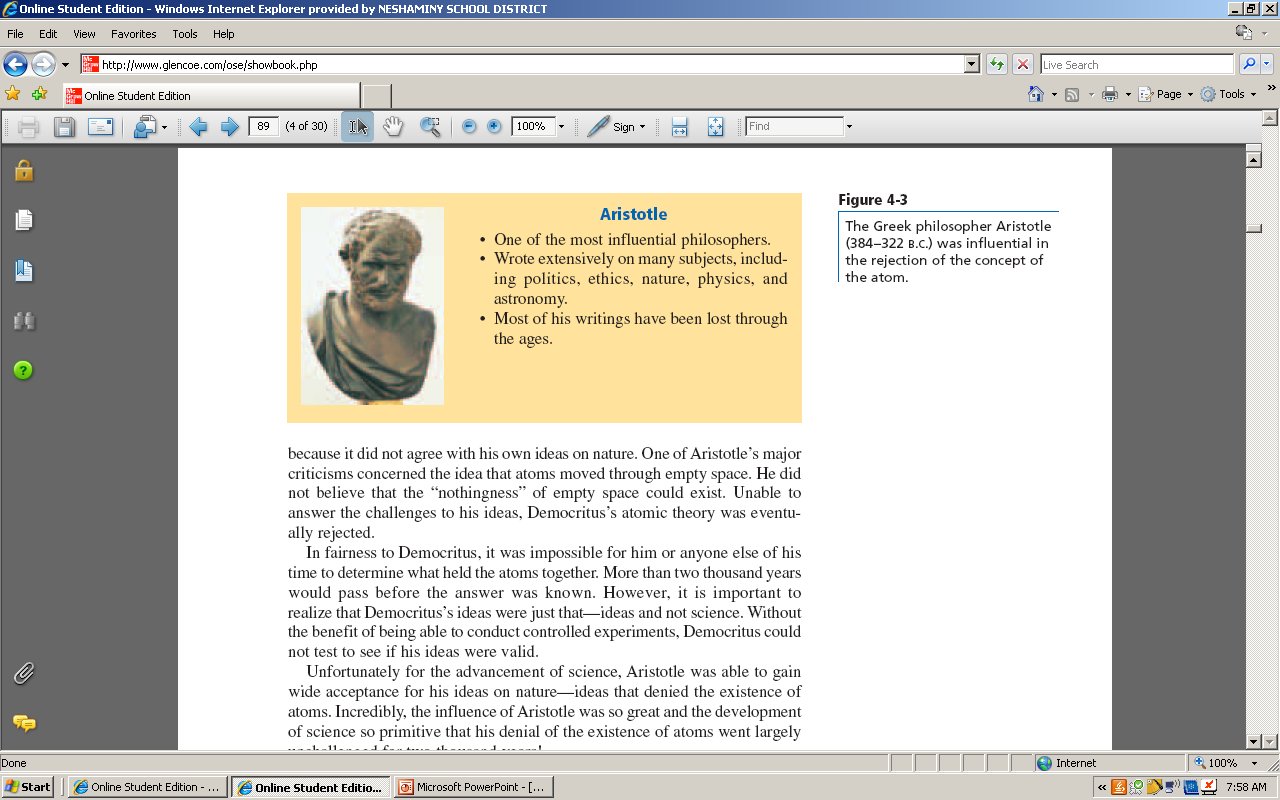 Online Student Edition - Windows Internet Explorer provided by NESHAMINY SCHOOL DISTRICT
File Edit View Favorites Tools Help
http://www.glencoe.com/ose/showbook.php
Live Search
Online Student Edition
Page Tools
89 (4 of 30) 100% Sign Find
Aristotle
• One of the most influential philosophers.
• Wrote extensively on many subjects, includ-
ing politics, ethics, nature, physics, and
astronomy.
• Most of his writings have been lost through
the ages.
Figure 4-3
The Greek philosopher Aristotle
(384–322 B.C.) was influential in
the rejection of the concept of
the atom.
because it did not agree with his own ideas on nature. One of Aristotle's major
criticisms concerned the idea that atoms moved through empty space. He did
not believe that the “nothingness” of empty space could exist. Unable to
answer the challenges to his ideas, Democritus's atomic theory was eventu-
ally rejected.
In fairness to Democritus, it was impossible for him or anyone else of his
time to determine what held the atoms together. More than two thousand years
would pass before the answer was known. However, it is important to
realize that Democritus's ideas were just that—ideas and not science. Without
the benefit of being able to conduct controlled experiments, Democritus could
not test to see if his ideas were valid.
Unfortunately for the advancement of science, Aristotle was able to gain
wide acceptance for his ideas on nature—ideas that denied the existence of
atoms. Incredibly, the influence of Aristotle was so great and the development
of science so primitive that his denial of the existence of atoms went largely
Done
Internet
100%
Start
Online Student Edition - ...
Online Student Editio...
Microsoft PowerPoint - [...
7:58 AM